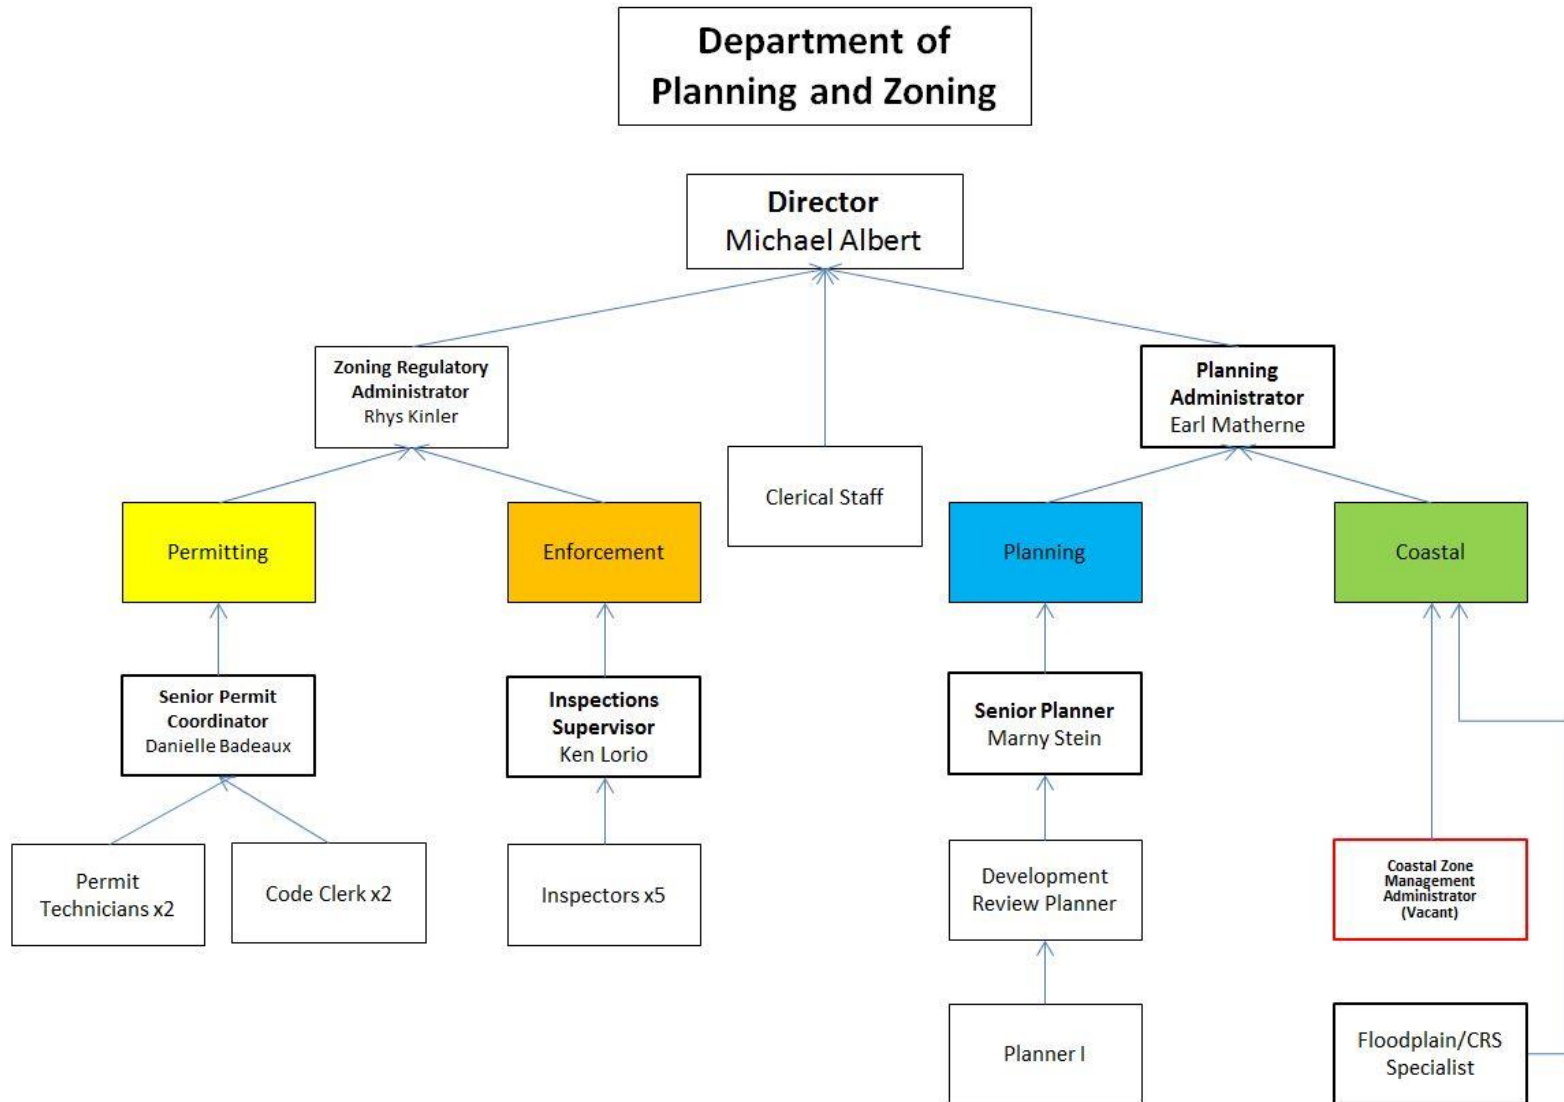 Department of
Planning and Zoning
Director
Michael Albert
Zoning Regulatory
Administrator
Rhys Kinler
Planning
Administrator
Earl Matherne
Clerical Staff
Permitting
Enforcement
Planning
Coastal
Senior Permit
Coordinator
Danielle Badeaux
Inspections
Supervisor
Ken Lorio
Senior Planner
Marny Stein
Permit
Technicians x2
Code Clerk x2
Inspectors x5
Development
Review Planner
Coastal Zone
Management
Administrator
(Vacant)
Planner I
Floodplain/CRS
Specialist